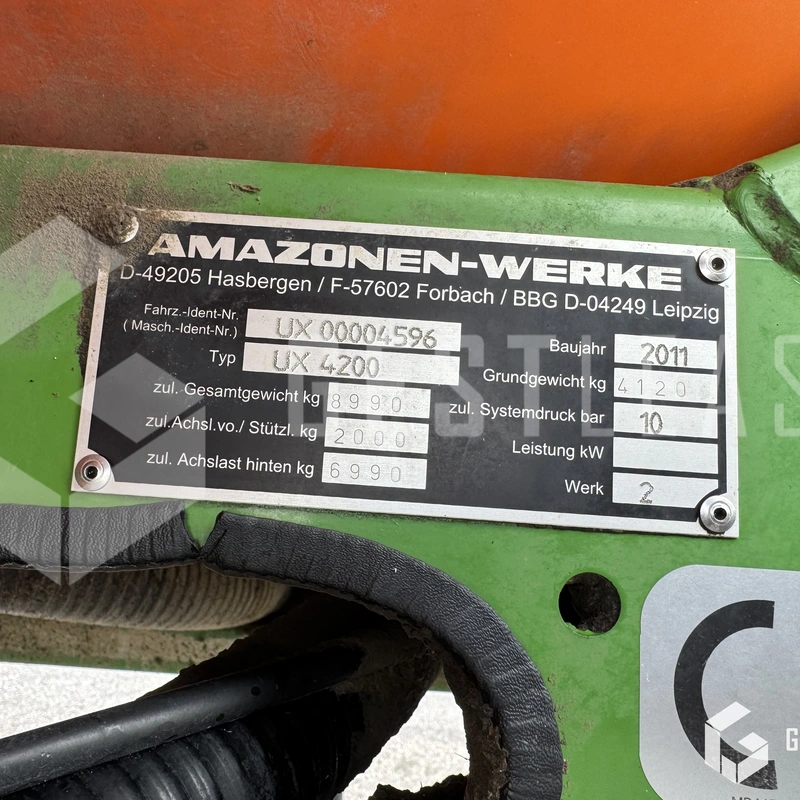 AMAZONEN-WERKE
D-49205 Hasbergen / F-57602 Forbach / BBG D-04249 Leipzig
Fahrz.-Ident-Nr.
( Masch.-Ident-Nr.) UX 00004596
Typ UX 4200
zul. Gesamtgewicht kg 8990
zul.Achsl.vo./ Stützl. kg 2000
zul. Achslast hinten kg 6990
Baujahr 2011
Grundgewicht kg 4120
zul. Systemdruck bar 10
Leistung kW
Werk 2